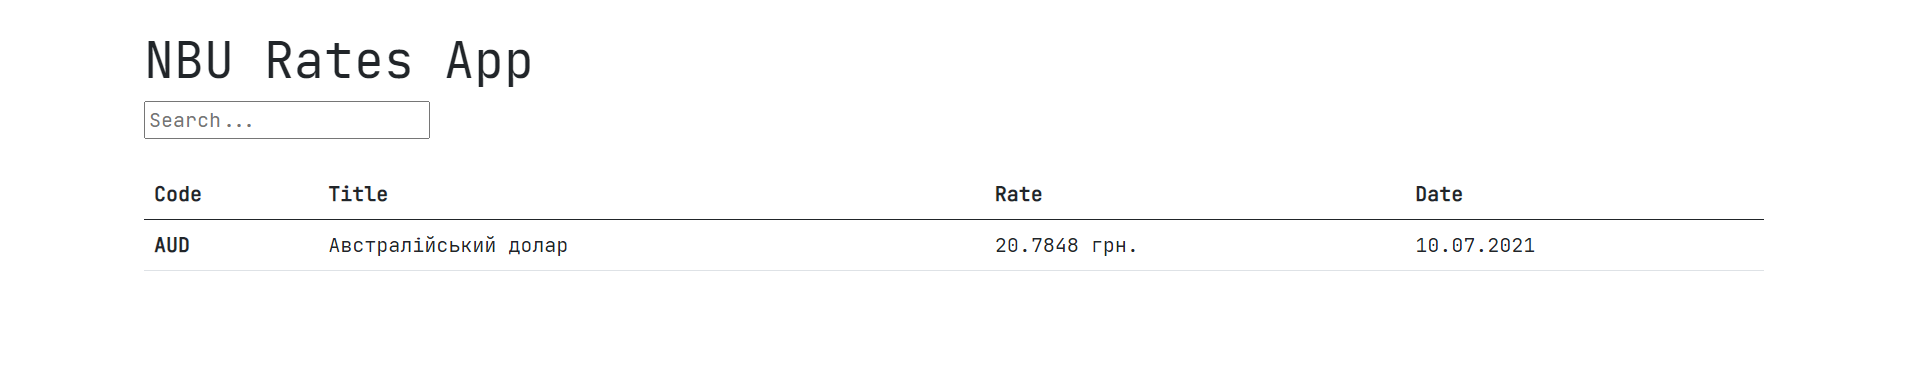 NBU Rates App
Search...
Code Title Rate Date
AUD Австралійський долар 20.7848 грн. 10.07.2021